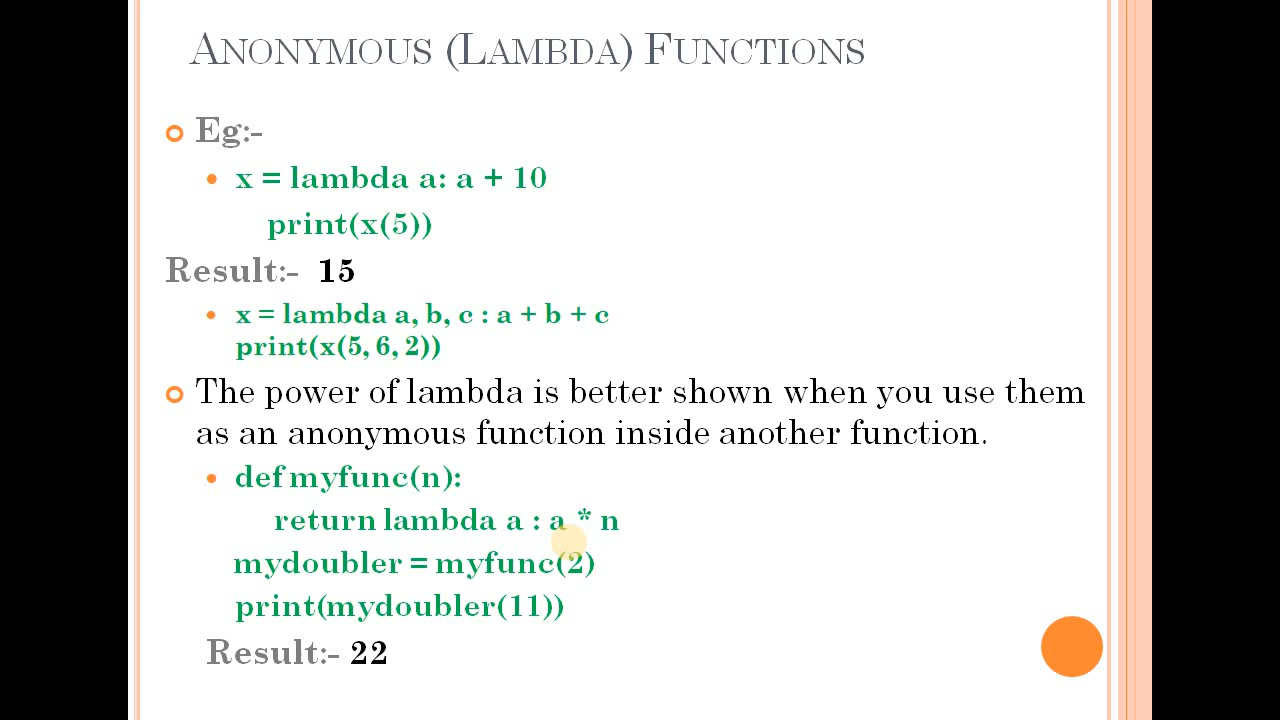 ANONYMOUS (LAMBDA) FUNCTIONS
Eg:-
x = lambda a: a + 10
print(x(5))
Result:- 15
x = lambda a, b, c : a + b + c
print(x(5, 6, 2))
The power of lambda is better shown when you use them
as an anonymous function inside another function.
def myfunc(n):
return lambda a : a * n
mydoubler = myfunc(2)
print(mydoubler(11))
Result:- 22